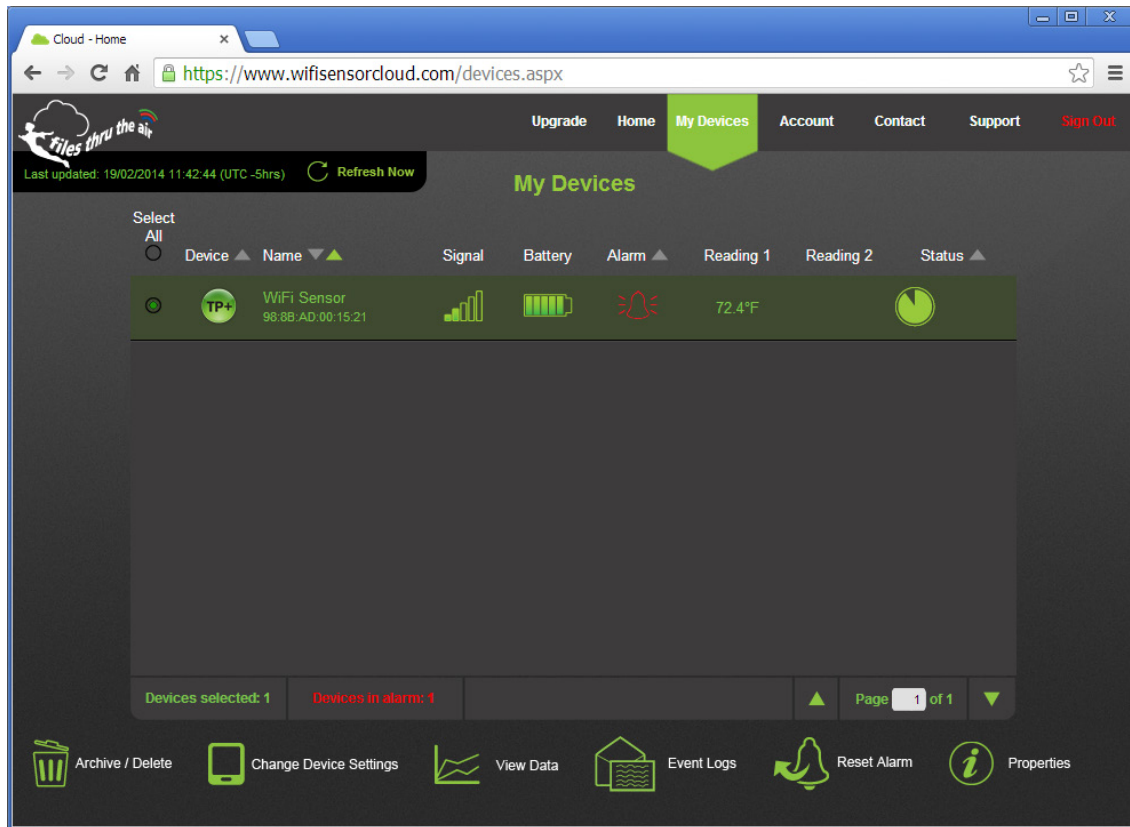 Cloud - Home
https://www.wifisensorcloud.com/devices.aspx
files thru the air
Upgrade Home My Devices Account Contact Support Sign Out
Last updated: 19/02/2014 11:42:44 (UTC -5hrs) Refresh Now
My Devices
Select
All
Device Name Signal Battery Alarm Reading 1 Reading 2 Status
TP+ WiFi Sensor 72.4°F
98:8B:AD:00:15:21
Devices selected: 1 Devices in alarm: 1 Page 1 of 1
Archive / Delete Change Device Settings View Data Event Logs Reset Alarm Properties